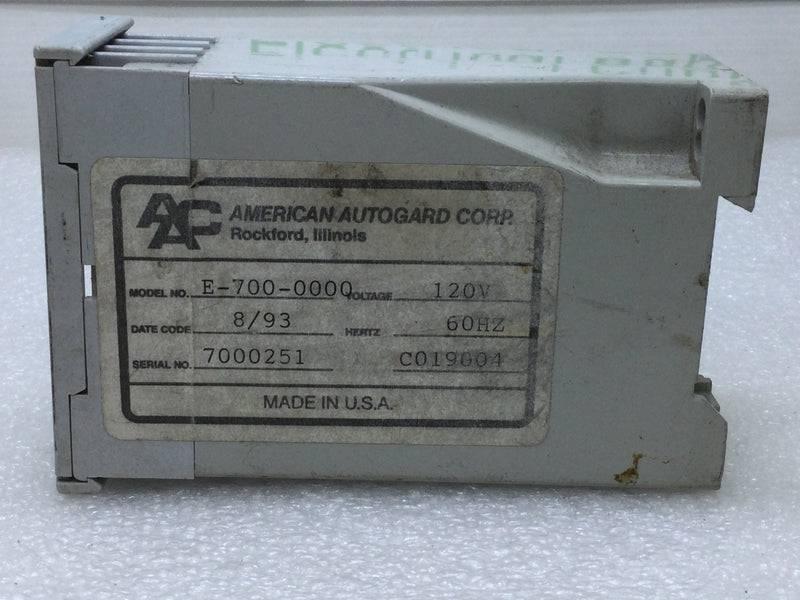 AAC AMERICAN AUTOGARD CORP.
Rockford, Illinois
MODEL NO. E-700-0000 VOLTAGE 120V
DATE CODE 8/93 HERTZ 60HZ
SERIAL NO. 7000251 C019004
MADE IN U.S.A.